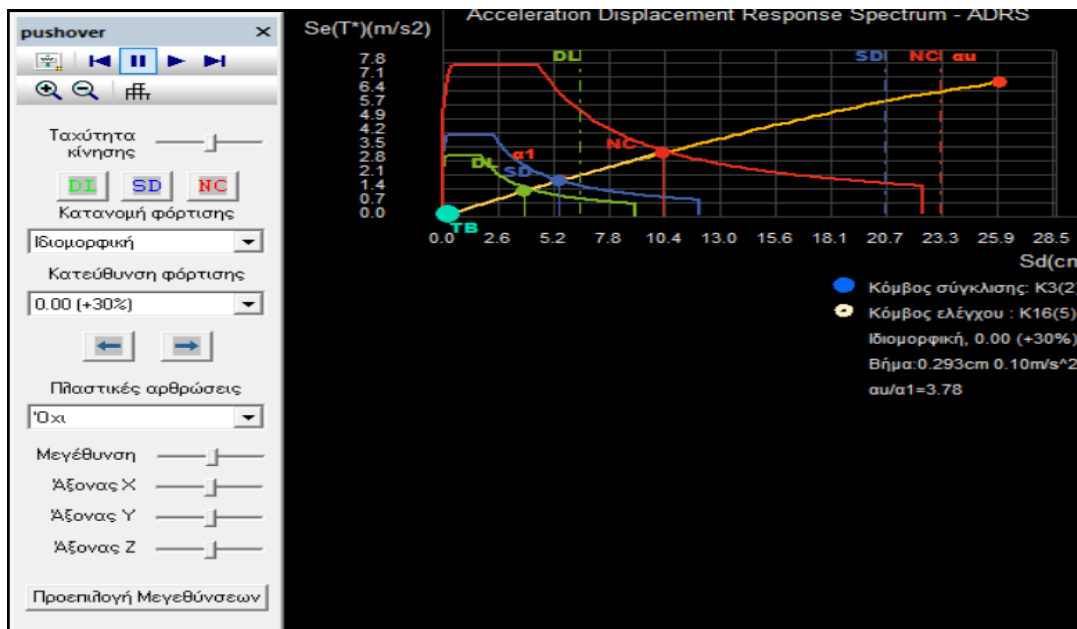 pushover
Ταχύτητα
κίνησης
DL SD NC
Κατανομή φόρτισης
Ιδιομορφική
Κατεύθυνση φόρτισης
0.00 (+30%)
Πλαστικές αρθρώσεις
Όχι
Μεγέθυνση
Άξονας X
Άξονας Y
Άξονας Z
Προεπιλογή Μεγεθύνσεων
Acceleration Displacement Response Spectrum - ADRS
Se(T*)(m/s2)
DL SD NC αu
7.8
7.1
6.4
5.7
4.9
4.2
3.5
2.8
2.1
1.4
0.7
0.0
NC
α1
DL
SD
TB
0.0 2.6 5.2 7.8 10.4 13.0 15.6 18.1 20.7 23.3 25.9 28.5
Sd(cm
Κόμβος σύγκλισης: K3(2)
Κόμβος ελέγχου : K16(5)
Ιδιομορφική, 0.00 (+30%)
Βήμα:0.293cm 0.10m/s^2
αu/α1=3.78